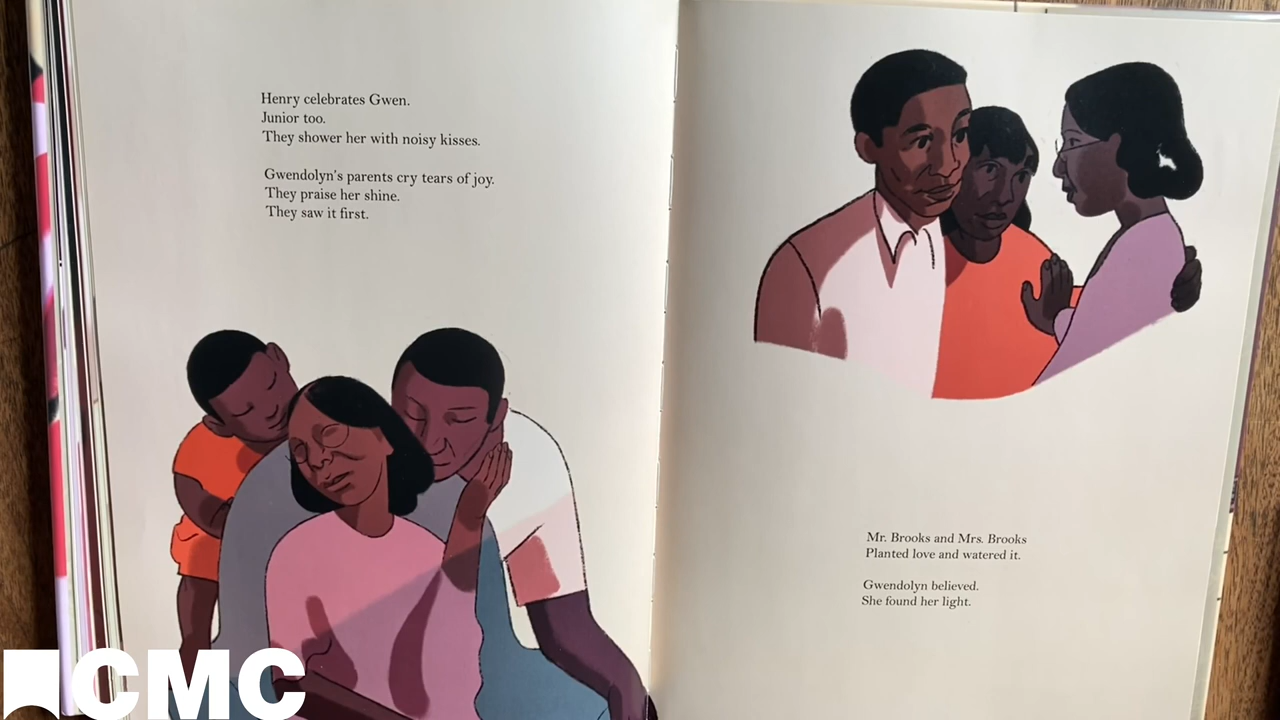 Henry celebrates Gwen.
Junior too.
They shower her with noisy kisses.
Gwendolyn's parents cry tears of joy.
They praise her shine.
They saw it first.
Mr. Brooks and Mrs. Brooks
Planted love and watered it.
Gwendolyn believed.
She found her light.
CMC